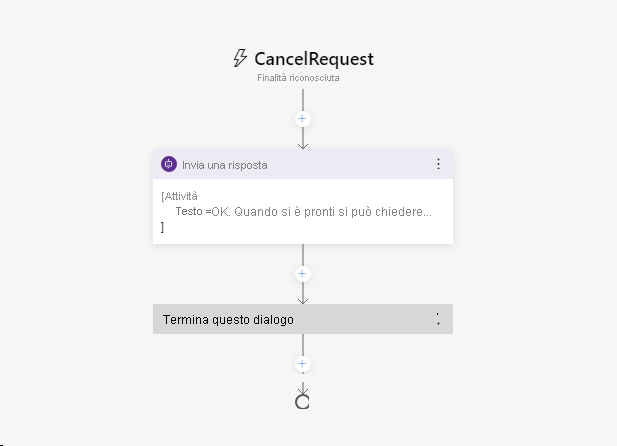 CancelRequest
Finalità riconosciuta
Invia una risposta
[Attività
Testo =OK. Quando si è pronti si può chiedere...
]
Termina questo dialogo